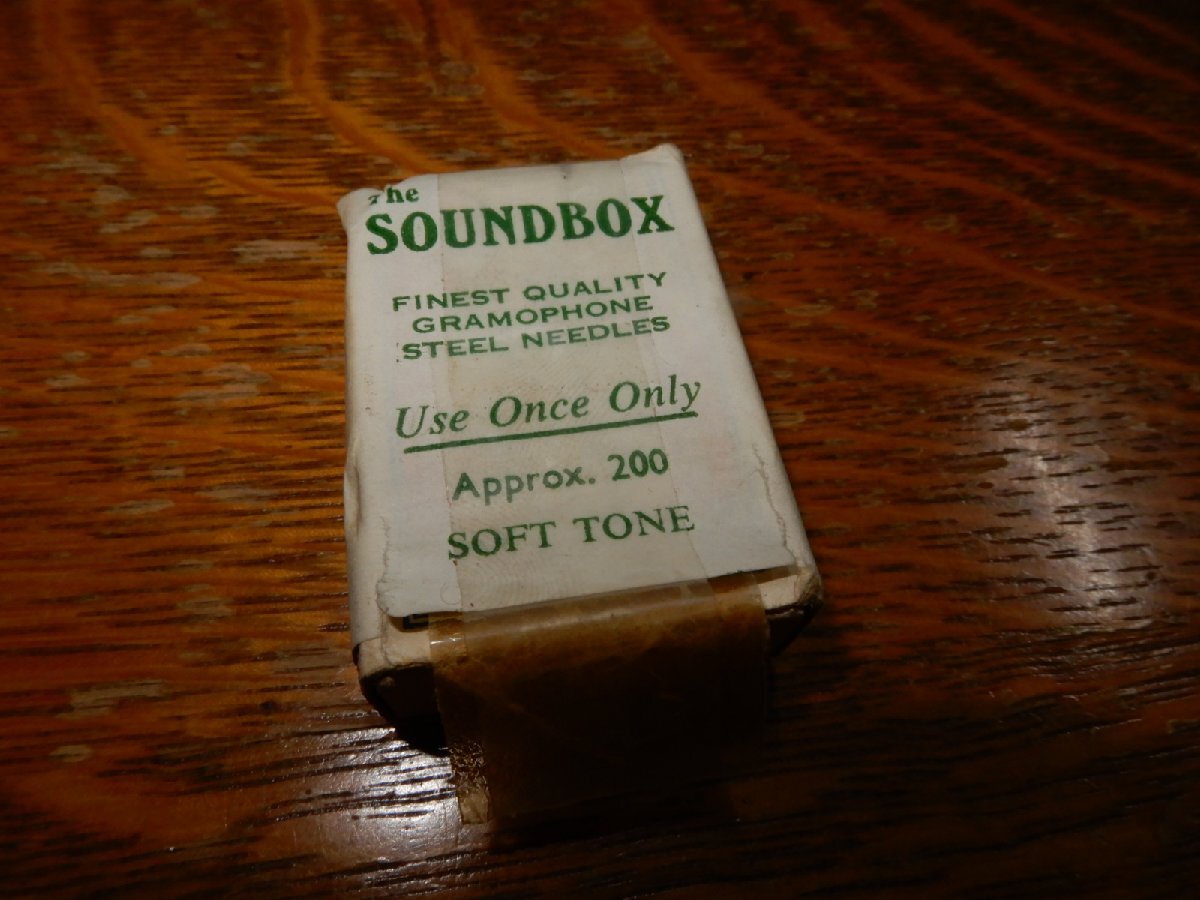 The
SOUNDBOX
FINEST QUALITY
GRAMOPHONE
STEEL NEEDLES
Use Once Only
Approx. 200
SOFT TONE